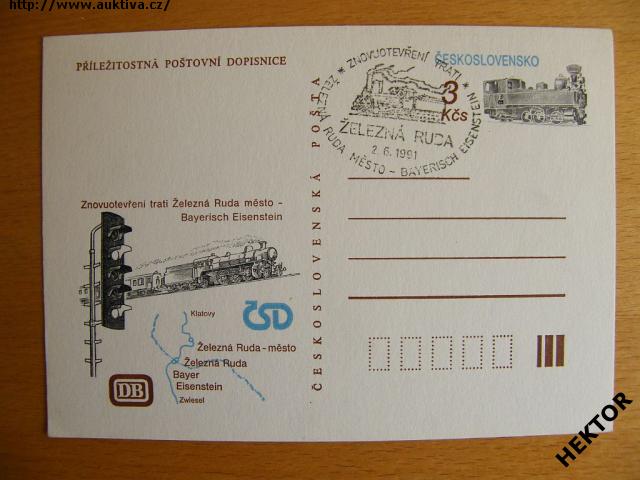 http://www.auktiva.cz/
PŘÍLEŽITOSTNÁ POŠTOVNÍ DOPISNICE
Znovuotevření trati Železná Ruda město -
Bayerisch Eisenstein
ČSD
Klatovy
Železná Ruda - město
Železná Ruda
Bayer
Eisenstein
Zwiesel
DB
ČESKOSLOVENSKÁ POŠTA
* ZNOVUOTEVŘENÍ TRATI *
ŽELEZNÁ RUDA MĚSTO - BAYERISCH EISENSTEIN
ŽELEZNÁ RUDA
2. 6. 1991
ČESKOSLOVENSKO
3
Kčs
HEKTOR